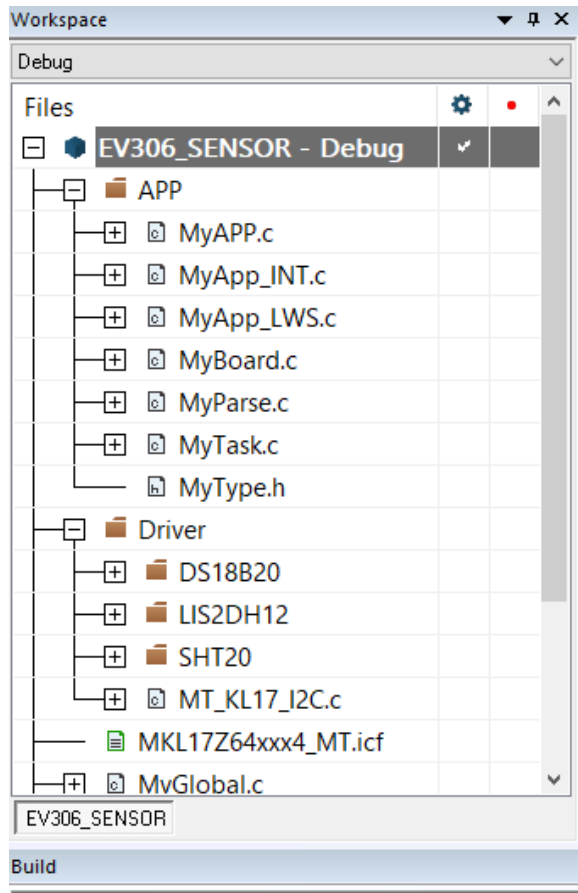 Workspace
Debug
Files
EV306_SENSOR - Debug
APP
MyAPP.c
MyApp_INT.c
MyApp_LWS.c
MyBoard.c
MyParse.c
MyTask.c
MyType.h
Driver
DS18B20
LIS2DH12
SHT20
MT_KL17_I2C.c
MKL17Z64xxx4_MT.icf
MyGlobal.c
EV306_SENSOR
Build